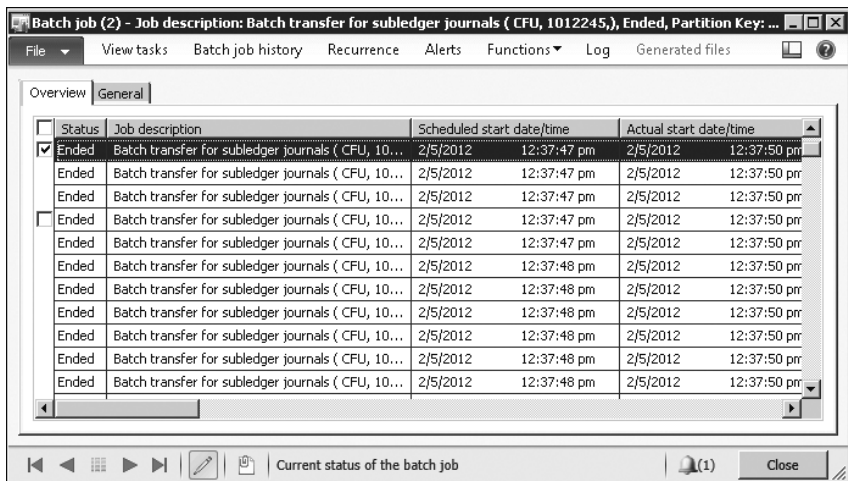 Batch job (2) - Job description: Batch transfer for subledger journals ( CFU, 1012245,), Ended, Partition Key: ...
File View tasks Batch job history Recurrence Alerts Functions Log Generated files
Overview General
Status Job description Scheduled start date/time Actual start date/time
Ended Batch transfer for subledger journals ( CFU, 10... 2/5/2012 12:37:47 pm 2/5/2012 12:37:50 pm
Ended Batch transfer for subledger journals ( CFU, 10... 2/5/2012 12:37:47 pm 2/5/2012 12:37:50 pm
Ended Batch transfer for subledger journals ( CFU, 10... 2/5/2012 12:37:47 pm 2/5/2012 12:37:50 pm
Ended Batch transfer for subledger journals ( CFU, 10... 2/5/2012 12:37:47 pm 2/5/2012 12:37:50 pm
Ended Batch transfer for subledger journals ( CFU, 10... 2/5/2012 12:37:47 pm 2/5/2012 12:37:50 pm
Ended Batch transfer for subledger journals ( CFU, 10... 2/5/2012 12:37:48 pm 2/5/2012 12:37:50 pm
Ended Batch transfer for subledger journals ( CFU, 10... 2/5/2012 12:37:48 pm 2/5/2012 12:37:50 pm
Ended Batch transfer for subledger journals ( CFU, 10... 2/5/2012 12:37:48 pm 2/5/2012 12:37:50 pm
Ended Batch transfer for subledger journals ( CFU, 10... 2/5/2012 12:37:48 pm 2/5/2012 12:37:50 pm
Ended Batch transfer for subledger journals ( CFU, 10... 2/5/2012 12:37:48 pm 2/5/2012 12:37:50 pm
Ended Batch transfer for subledger journals ( CFU, 10... 2/5/2012 12:37:48 pm 2/5/2012 12:37:50 pm
Current status of the batch job (1) Close